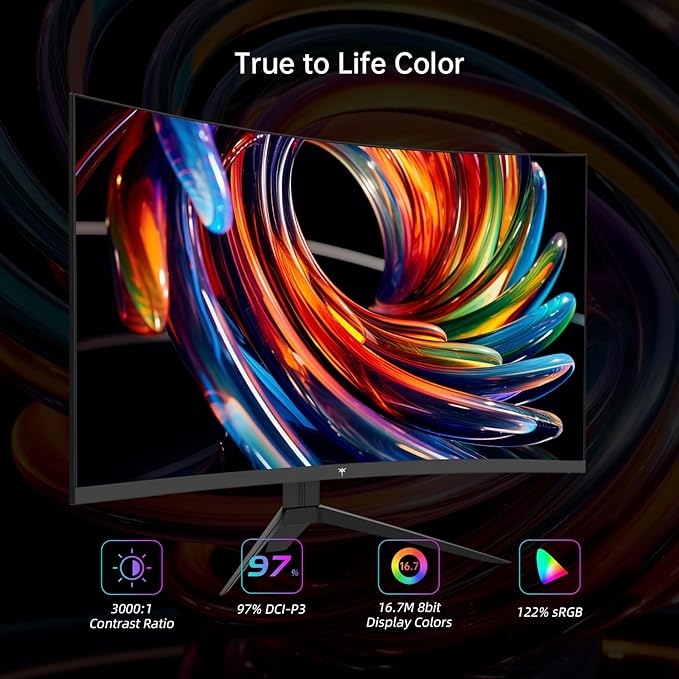 True to Life Color
97%
16.7
3000:1
Contrast Ratio
97% DCI-P3
16.7M 8bit
Display Colors
122% sRGB